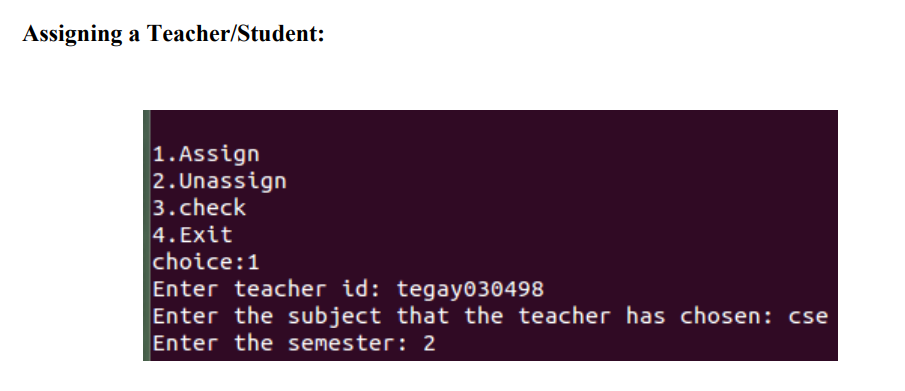 Assigning a Teacher/Student:
1.Assign
2.Unassign
3.check
4.Exit
choice:1
Enter teacher id: tegay030498
Enter the subject that the teacher has chosen: cse
Enter the semester: 2